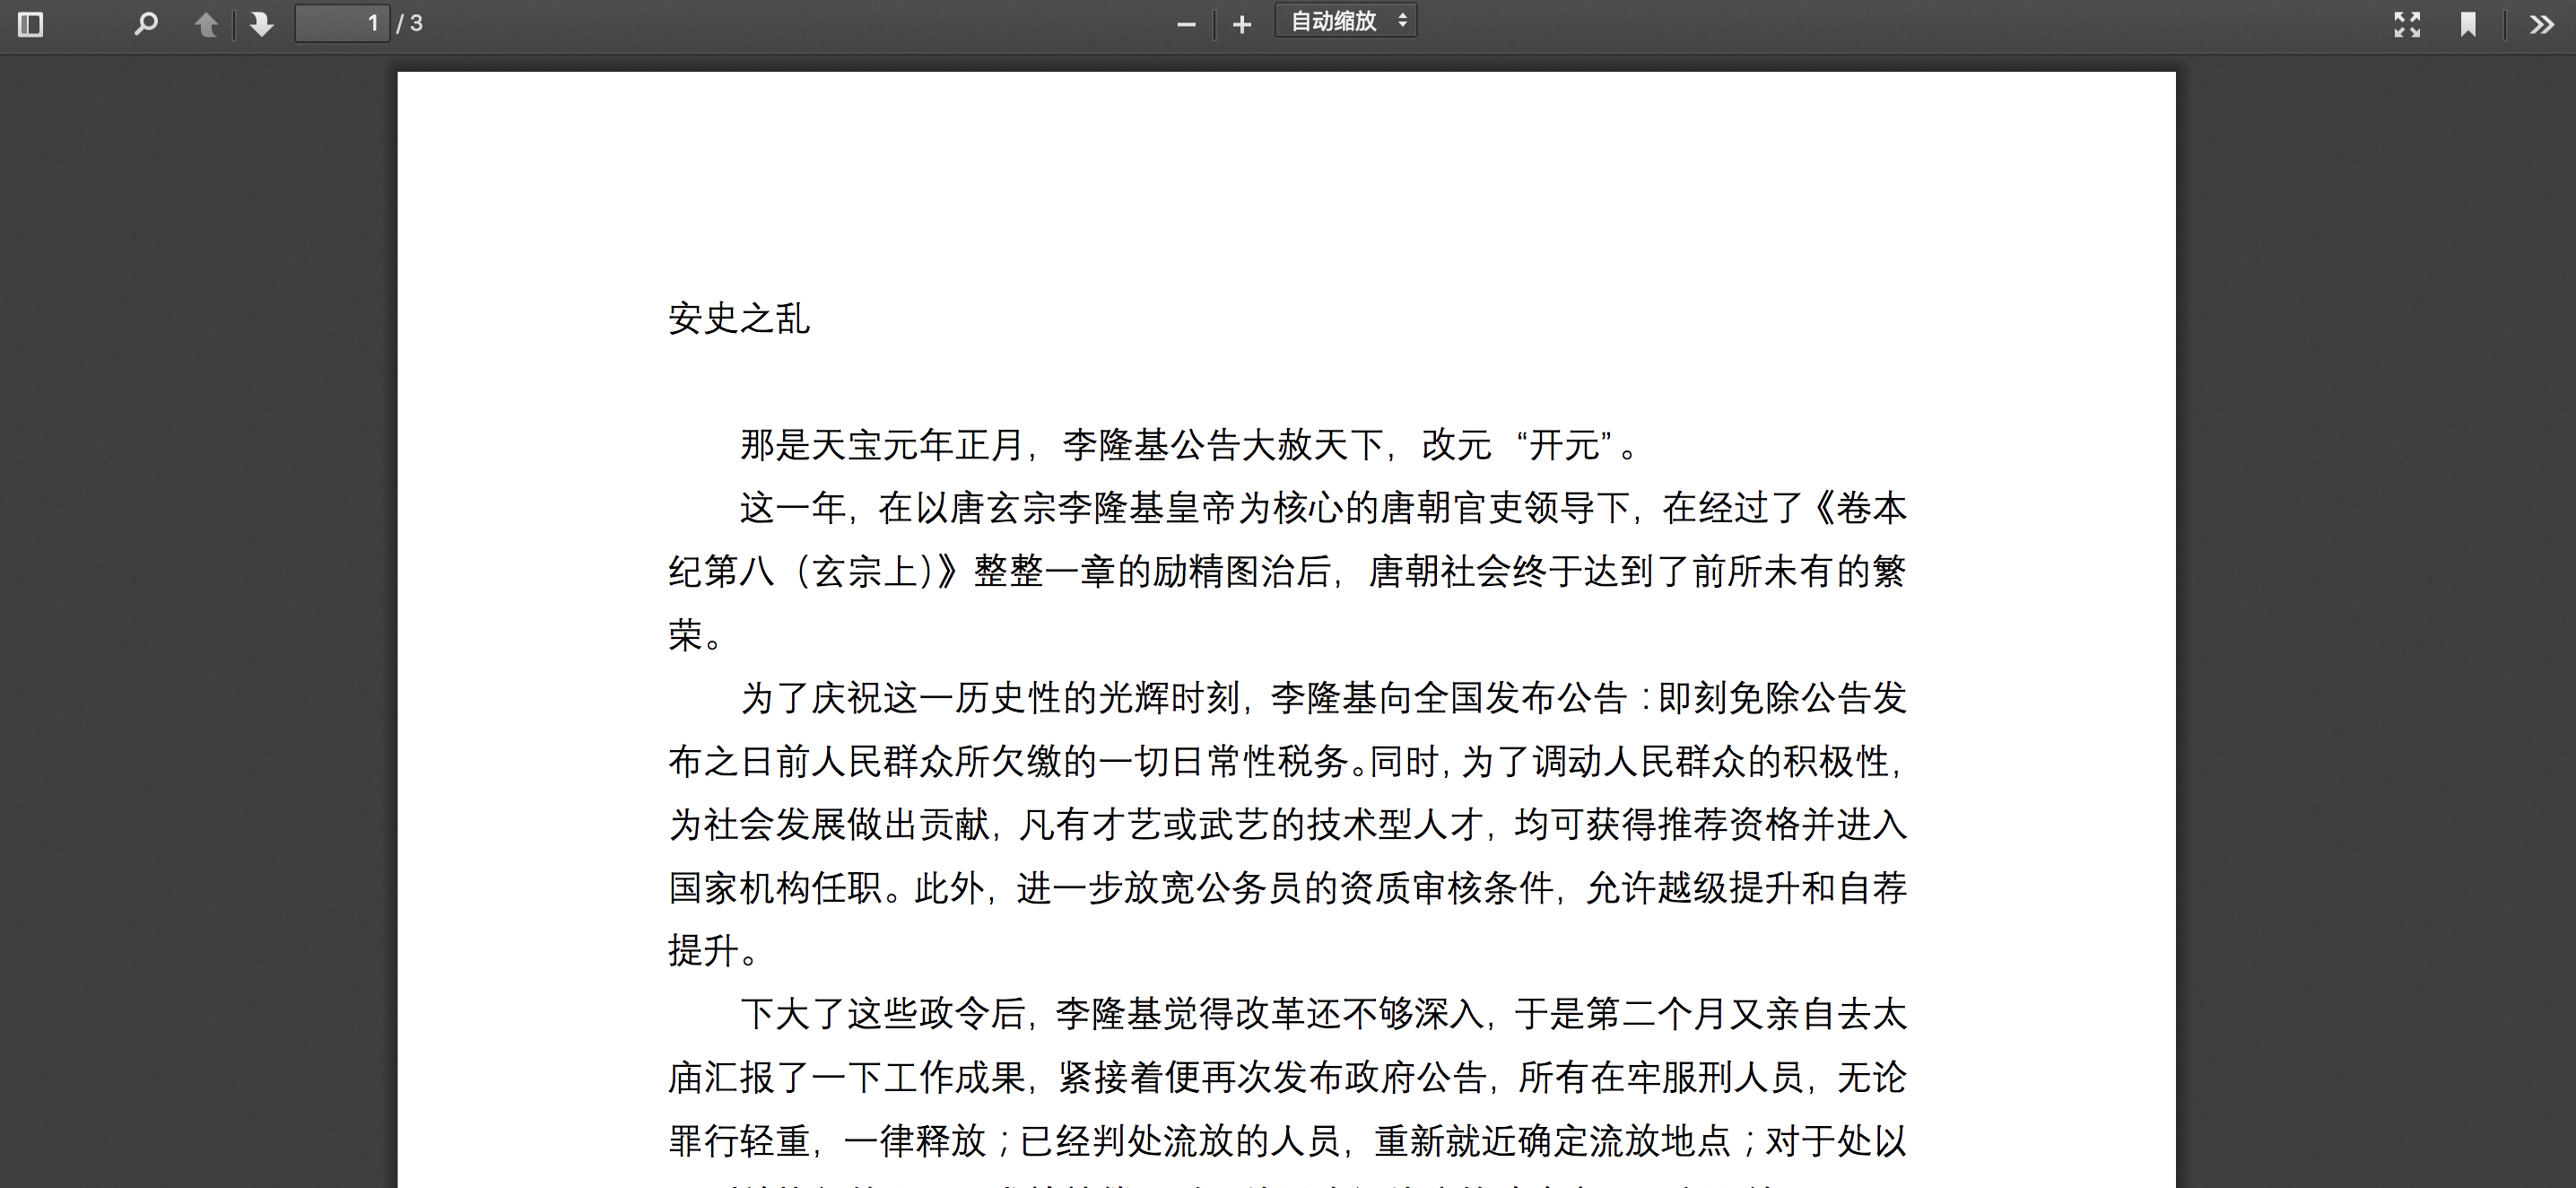 1 / 3 自动缩放
安史之乱
那是天宝元年正月，李隆基公告大赦天下，改元 “开元”。
这一年，在以唐玄宗李隆基皇帝为核心的唐朝官吏领导下，在经过了《卷本
纪第八（玄宗上）》整整一章的励精图治后，唐朝社会终于达到了前所未有的繁
荣。
为了庆祝这一历史性的光辉时刻，李隆基向全国发布公告：即刻免除公告发
布之日前人民群众所欠缴的一切日常性税务。同时，为了调动人民群众的积极性，
为社会发展做出贡献，凡有才艺或武艺的技术型人才，均可获得推荐资格并进入
国家机构任职。此外，进一步放宽公务员的资质审核条件，允许越级提升和自荐
提升。
下大了这些政令后，李隆基觉得改革还不够深入，于是第二个月又亲自去太
庙汇报了一下工作成果，紧接着便再次发布政府公告，所有在牢服刑人员，无论
罪行轻重，一律释放；已经判处流放的人员，重新就近确定流放地点；对于处以